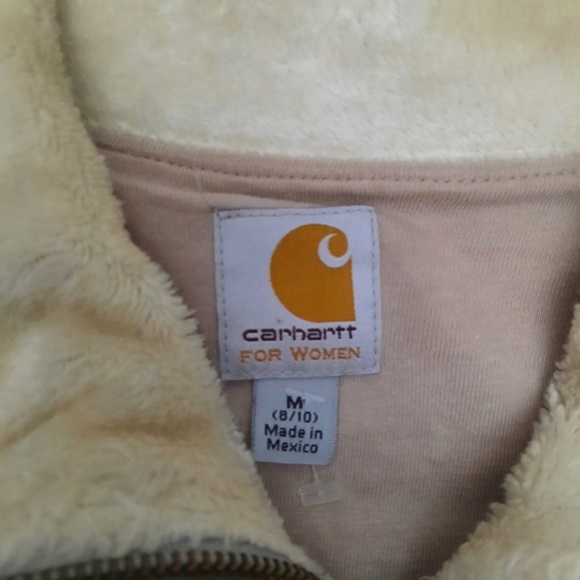 carhartt
FOR WOMEN
M
(8/10)
Made in
Mexico